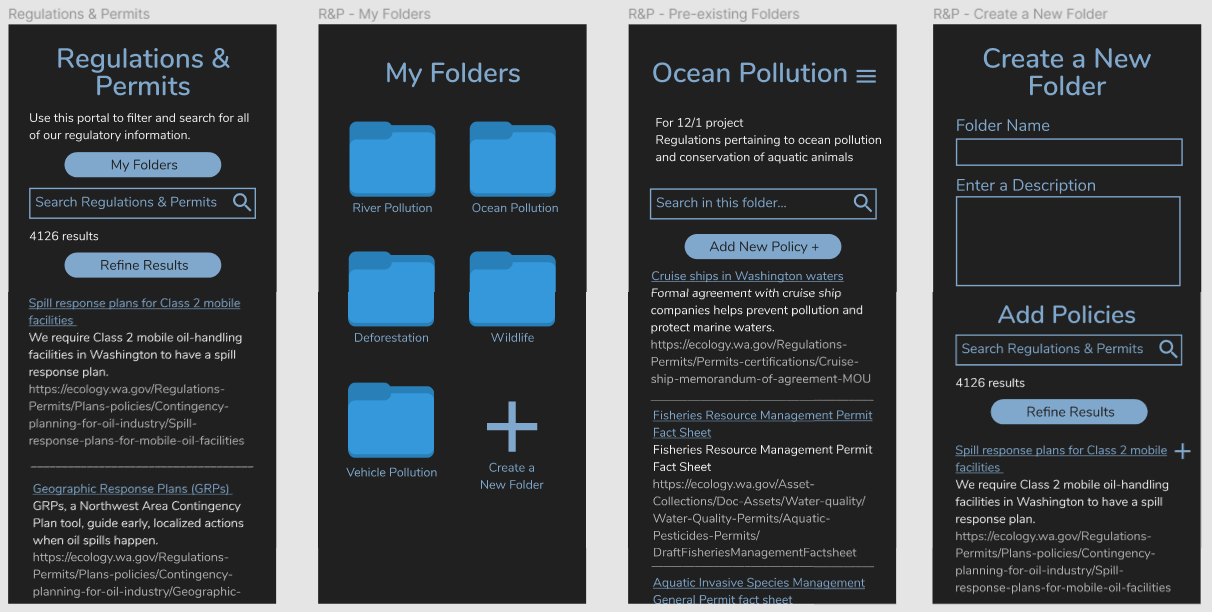 Regulations & Permits
Regulations &
Permits
Use this portal to filter and search for all
of our regulatory information.
My Folders
Search Regulations & Permits
4126 results
Refine Results
Spill response plans for Class 2 mobile
facilities
We require Class 2 mobile oil-handling
facilities in Washington to have a spill
response plan.
https://ecology.wa.gov/Regulations-
Permits/Plans-policies/Contingency-
planning-for-oil-industry/Spill-
response-plans-for-mobile-oil-facilities
Geographic Response Plans (GRPs)
GRPs, a Northwest Area Contingency
Plan tool, guide early, localized actions
when oil spills happen.
https://ecology.wa.gov/Regulations-
Permits/Plans-policies/Contingency-
planning-for-oil-industry/Geographic-
R&P - My Folders
My Folders
River Pollution
Ocean Pollution
Deforestation
Wildlife
Vehicle Pollution
Create a
New Folder
R&P - Pre-existing Folders
Ocean Pollution
For 12/1 project
Regulations pertaining to ocean pollution
and conservation of aquatic animals
Search in this folder...
Add New Policy +
Cruise ships in Washington waters
Formal agreement with cruise ship
companies helps prevent pollution and
protect marine waters.
https://ecology.wa.gov/Regulations-
Permits/Permits-certifications/Cruise-
ship-memorandum-of-agreement-MOU
Fisheries Resource Management Permit
Fact Sheet
Fisheries Resource Management Permit
Fact Sheet
https://ecology.wa.gov/Asset-
Collections/Doc-Assets/Water-quality/
Water-Quality-Permits/Aquatic-
Pesticides-Permits/
DraftFisheriesManagementFactsheet
Aquatic Invasive Species Management
General Permit fact sheet
R&P - Create a New Folder
Create a New
Folder
Folder Name
Enter a Description
Add Policies
Search Regulations & Permits
4126 results
Refine Results
Spill response plans for Class 2 mobile
facilities
We require Class 2 mobile oil-handling
facilities in Washington to have a spill
response plan.
https://ecology.wa.gov/Regulations-
Permits/Plans-policies/Contingency-
planning-for-oil-industry/Spill-
response-plans-for-mobile-oil-facilities